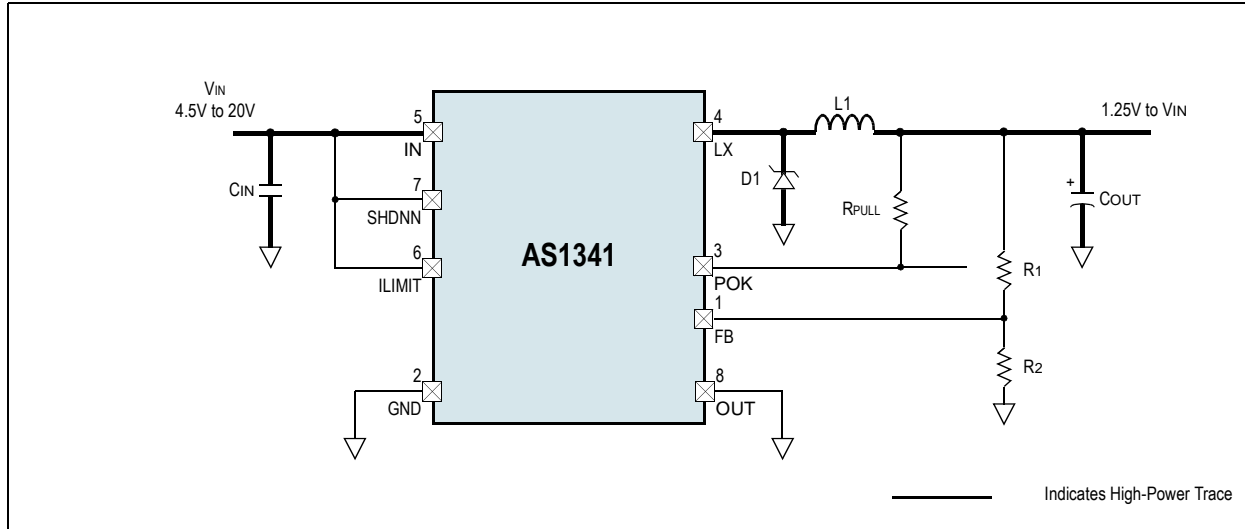 VIN
4.5V to 20V
5
IN
CIN
7
SHDNN
6
ILIMIT
2
GND
AS1341
4
LX
L1
1.25V to VIN
D1
RPULL
+
COUT
3
POK
1
FB
R1
R2
8
OUT
Indicates High-Power Trace